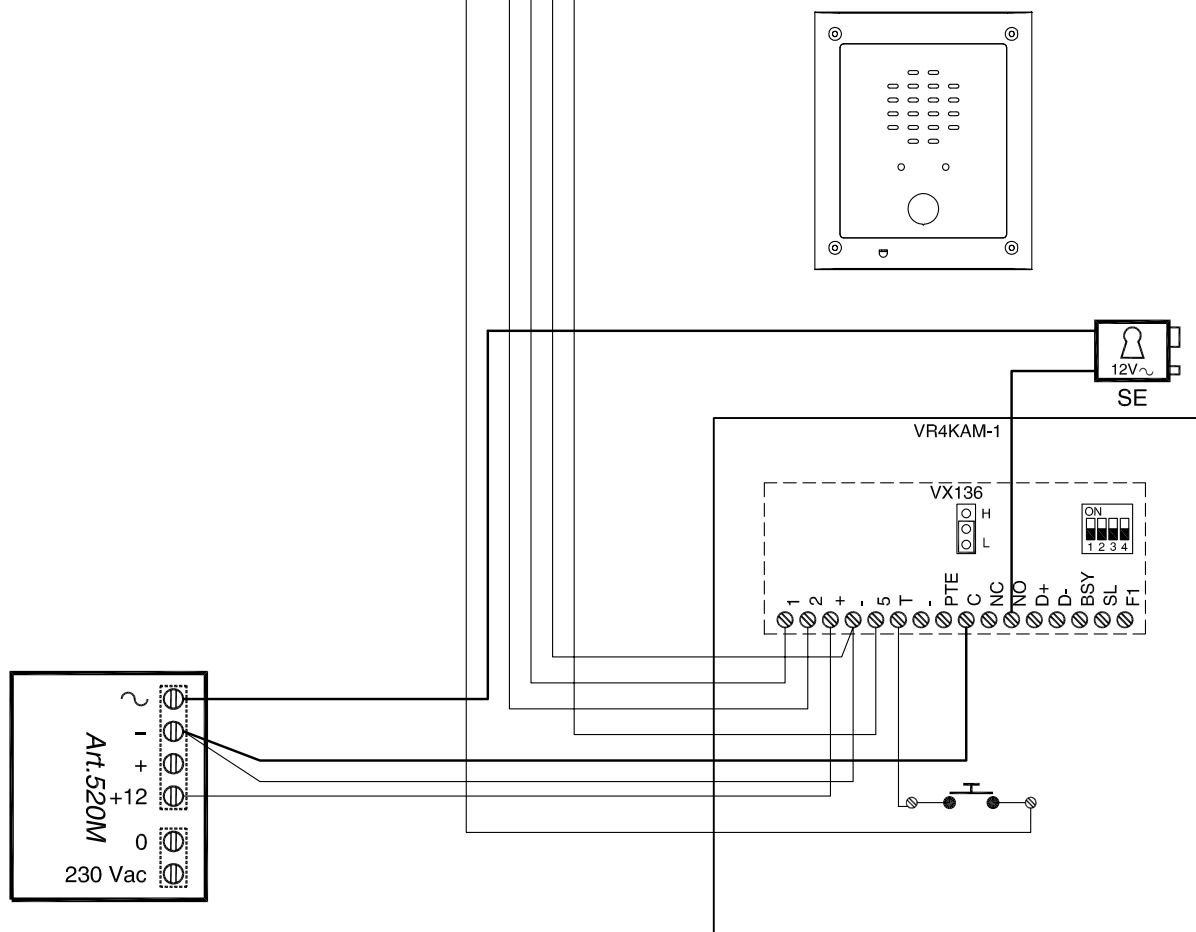 12V~
SE
VR4KAM-1
VX136
H
L
ON
1 2 3 4
1
2
+
-
5
T
-
PTE
C
NC
NO
D+
D-
BSY
SL
F1
Art.520M
~
-
+
+12
0
230 Vac